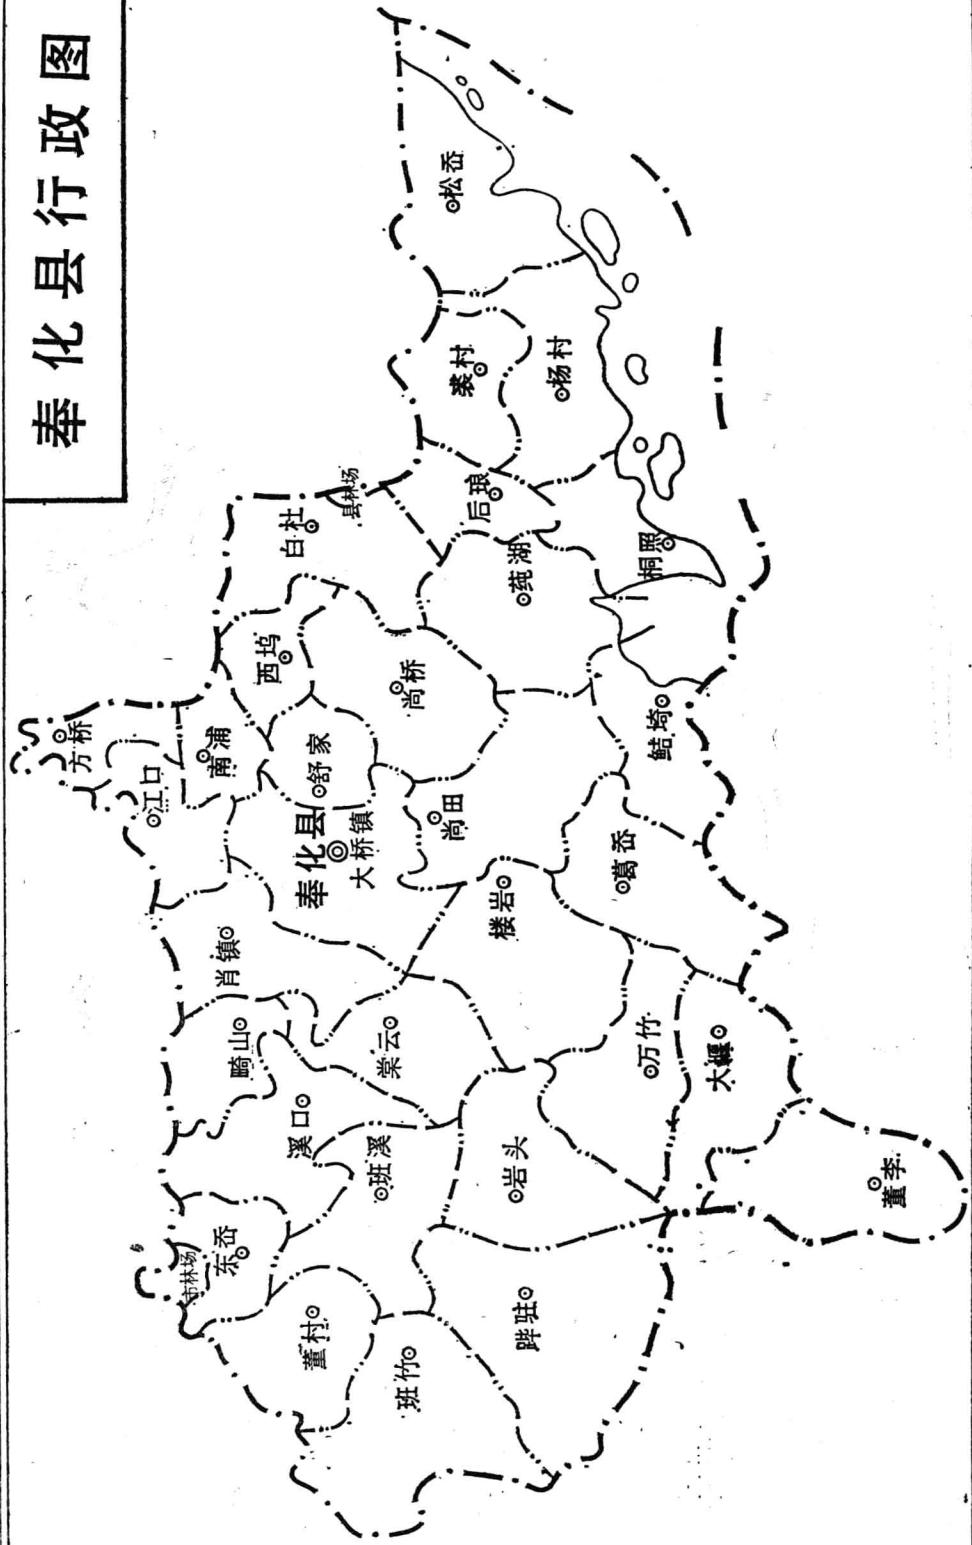 奉化县行政图
方桥
江口
南浦
西坞
白杜
县林场
舒家
奉化县
大桥镇
尚桥
尚田
肖镇
畸山
溪口
棠云
班溪
东岙
市林场
董村
班竹
跸驻
岩头
楼岩
万竹
大堰
董李
葛岙
鲒埼
莼湖
后琅
桐照
裘村
杨村
松岙